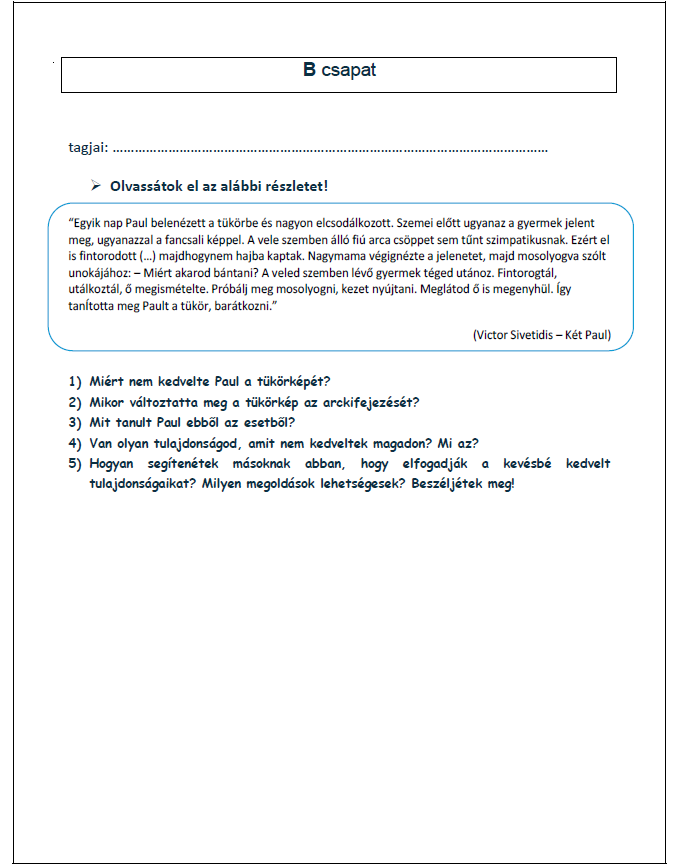 B csapat
tagjai: ……………………………………………………………………………………………………
➢ Olvassátok el az alábbi részletet!
“Egyik nap Paul belenézett a tükörbe és nagyon elcsodálkozott. Szemei előtt ugyanaz a gyermek jelent
meg, ugyanazzal a fancsali képpel. A vele szemben álló fiú arca csöppet sem tűnt szimpatikusnak. Ezért el
is fintorodott (…) majdhogynem hajba kaptak. Nagymama végignézte a jelenetet, majd mosolyogva szólt
unokájához: – Miért akarod bántani? A veled szemben lévő gyermek téged utánoz. Fintorogtál,
utálkoztál, ő megismételte. Próbálj meg mosolyogni, kezet nyújtani. Meglátod ő is megenyhül. Így
tanÍtotta meg Pault a tükör, barátkozni.”
(Victor Sivetidis – Két Paul)
1) Miért nem kedvelte Paul a tükörképét?
2) Mikor változtatta meg a tükörkép az arckifejezését?
3) Mit tanult Paul ebből az esetből?
4) Van olyan tulajdonságod, amit nem kedveltek magadon? Mi az?
5) Hogyan segítenétek másoknak abban, hogy elfogadják a kevésbé kedvelt
tulajdonságaikat? Milyen megoldások lehetségesek? Beszéljétek meg!